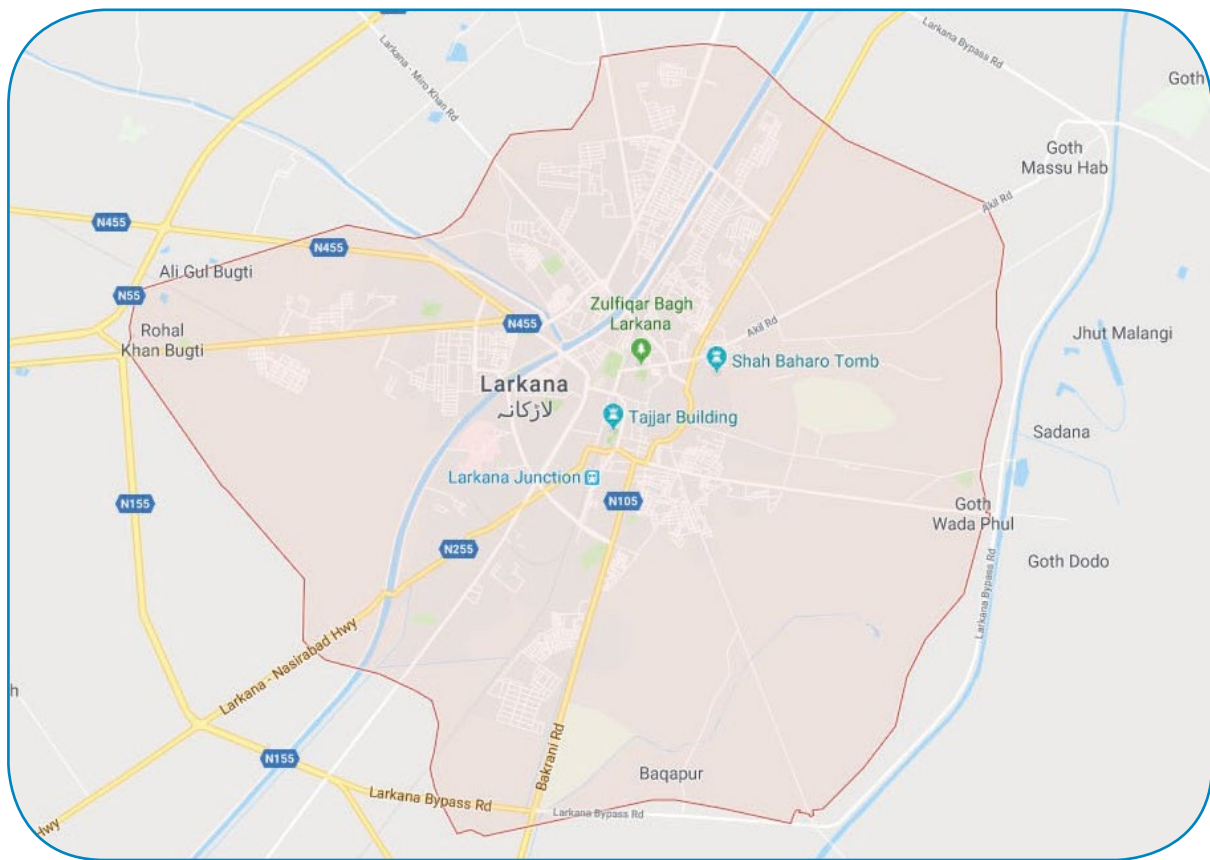 Larkana Bypass Rd
Larkana - Miro Khan Rd
Goth
Goth
Massu Hab
Akil Rd
N455
N455
Ali Gul Bugti
N55
Zulfiqar Bagh
Larkana
N455
Akil Rd
Rohal
Khan Bugti
Jhut Malangi
Shah Baharo Tomb
Larkana
لاڑکانہ
Tajjar Building
Sadana
Larkana Junction
N105
N155
Goth
Wada Phul
N255
Goth Dodo
Larkana Bypass Rd
Larkana - Nasirabad Hwy
h
Bakrani Rd
N155
Baqapur
Larkana Bypass Rd
Larkana Bypass Rd
Hwy